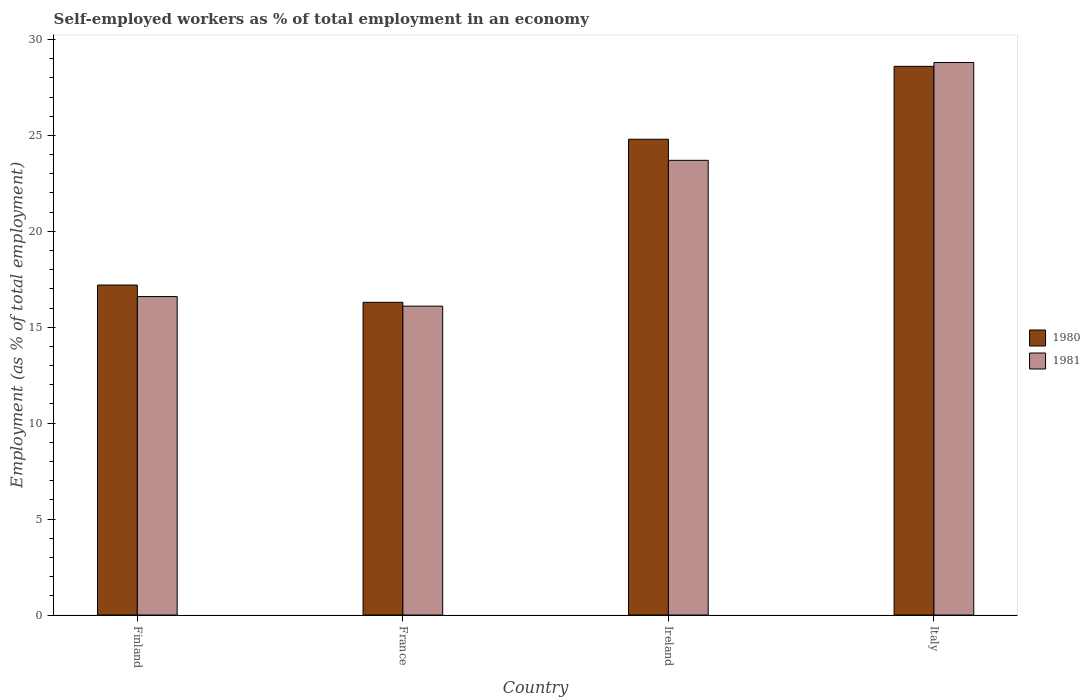 Self-employed workers as % of total employment in an economy
Employment (as % of total employment)
30
25
20
15
10
5
0
Finland
France
Ireland
Italy
Country
1980
1981